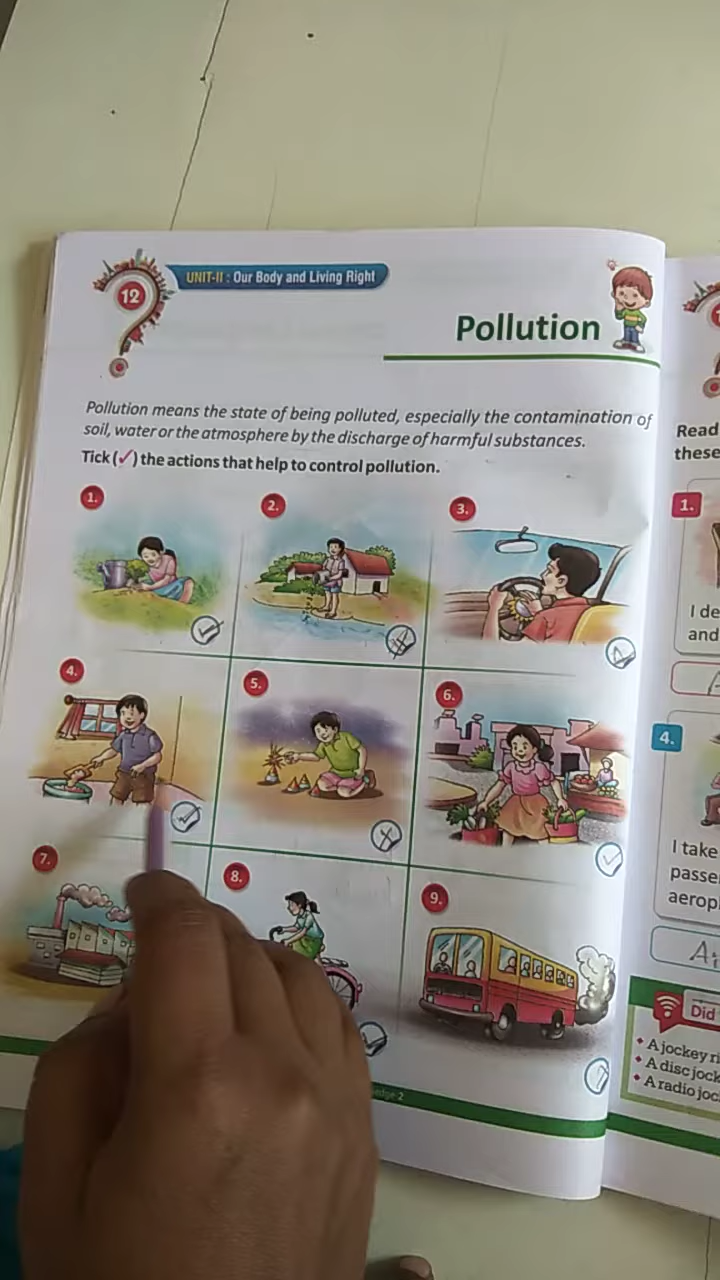 12
UNIT-II : Our Body and Living Right
Pollution
Pollution means the state of being polluted, especially the contamination of
soil, water or the atmosphere by the discharge of harmful substances.
Tick (✓) the actions that help to control pollution.
1.
2.
3.
4.
5.
6.
7.
8.
9.
Read
these
1.
I de
and
4.
I take
passe
aerop
Ai
Did
• A jockey ri
• A disc jock
• A radio joc